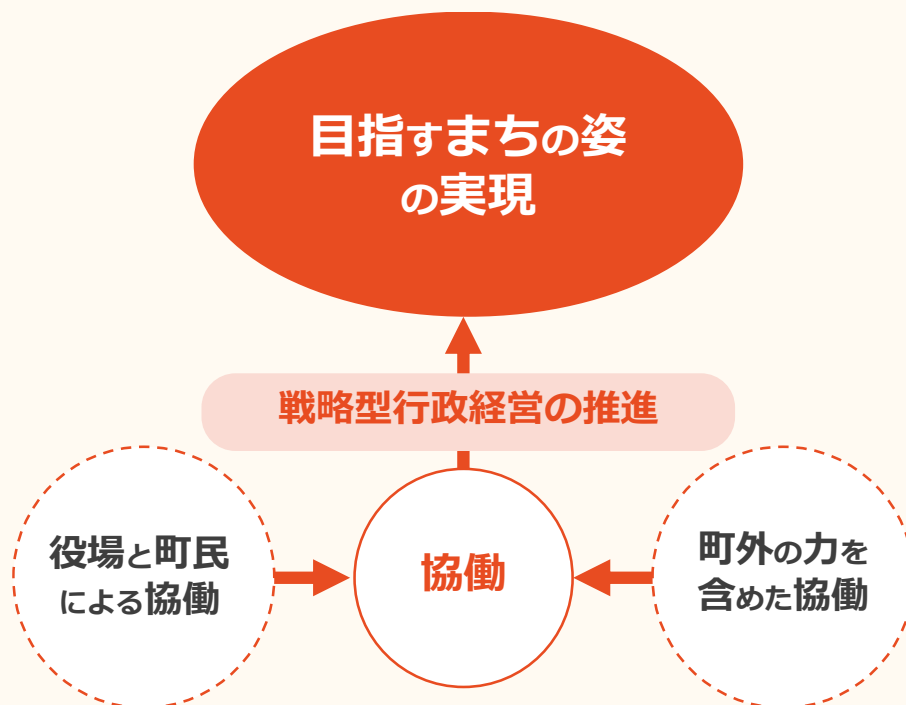 目指すまちの姿
の実現
戦略型行政経営の推進
役場と町民
による協働
協働
町外の力を
含めた協働